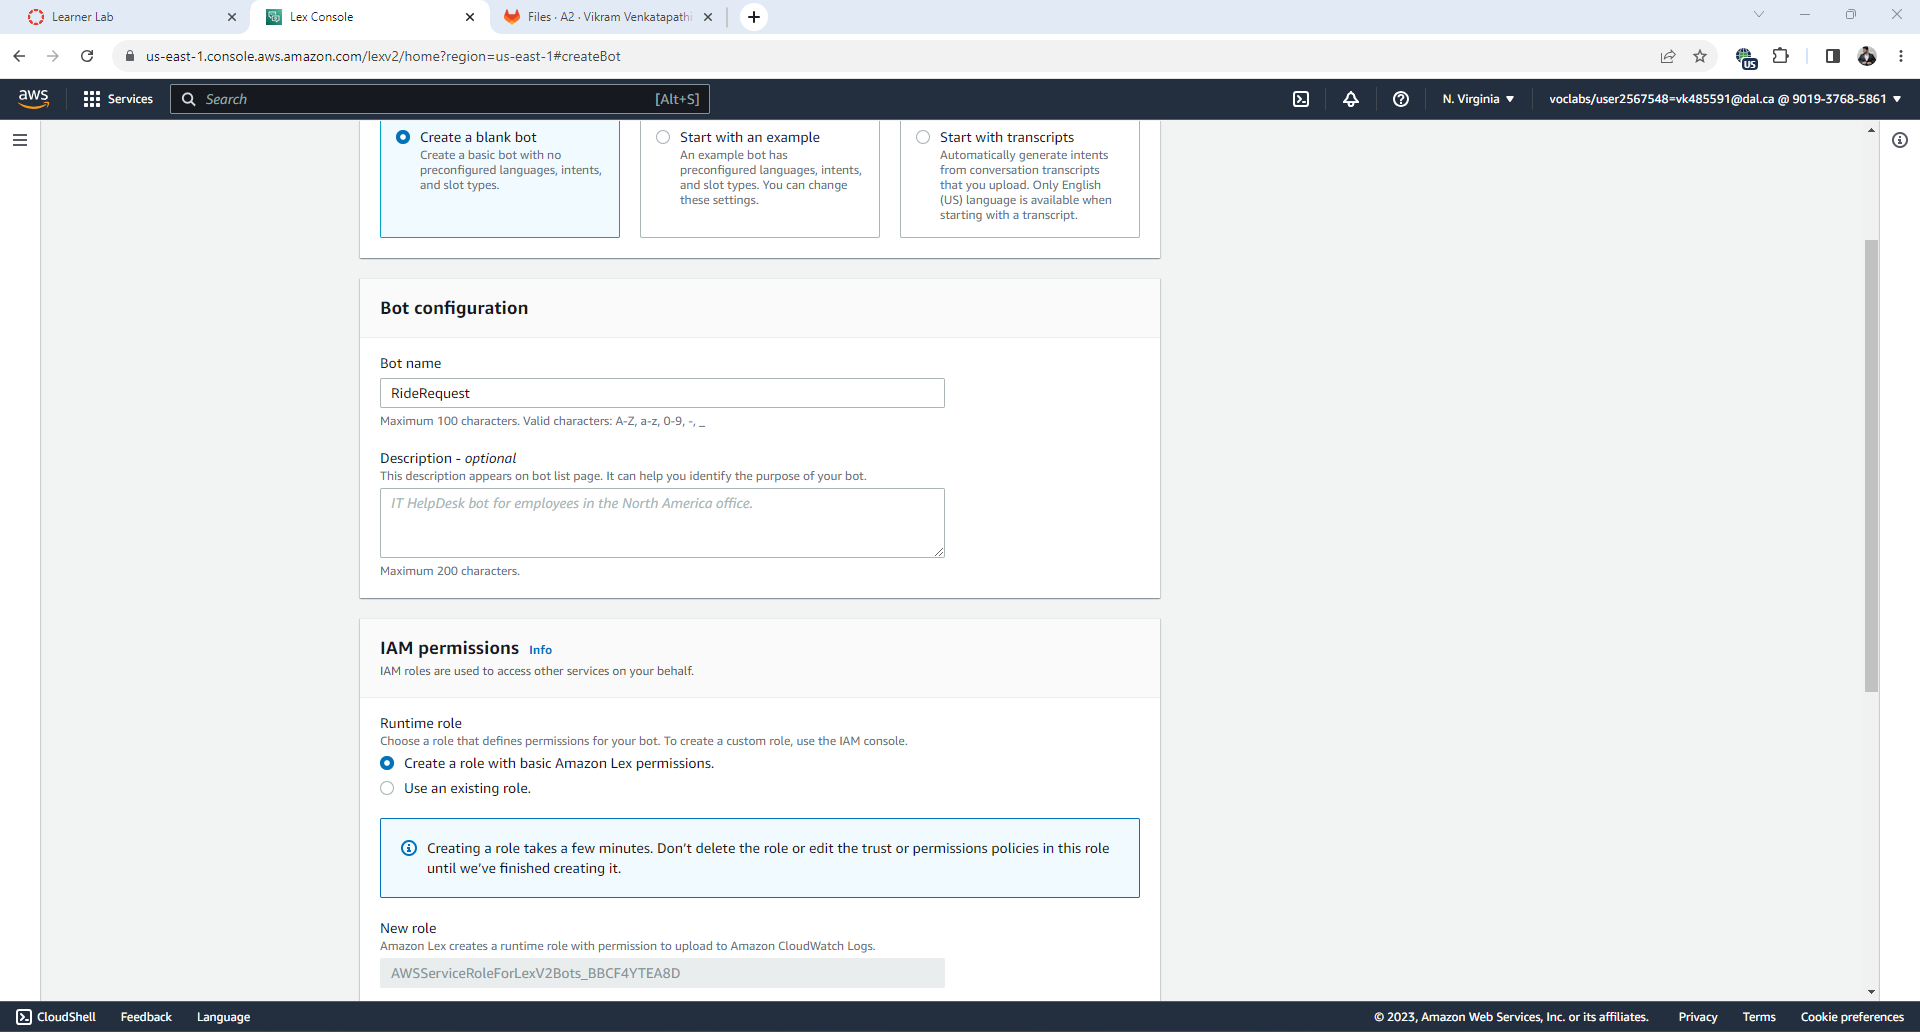 Learner Lab
Lex Console
Files · A2 · Vikram Venkatapathi
us-east-1.console.aws.amazon.com/lexv2/home?region=us-east-1#createBot
US
aws
Services
Search
[Alt+S]
N. Virginia
voclabs/user2567548=vk485591@dal.ca @ 9019-3768-5861
Create a blank bot
Create a basic bot with no
preconfigured languages, intents,
and slot types.
Start with an example
An example bot has
preconfigured languages, intents,
and slot types. You can change
these settings.
Start with transcripts
Automatically generate intents
from conversation transcripts
that you upload. Only English
(US) language is available when
starting with a transcript.
Bot configuration
Bot name
RideRequest
Maximum 100 characters. Valid characters: A-Z, a-z, 0-9, -, _
Description - optional
This description appears on bot list page. It can help you identify the purpose of your bot.
IT HelpDesk bot for employees in the North America office.
Maximum 200 characters.
IAM permissions Info
IAM roles are used to access other services on your behalf.
Runtime role
Choose a role that defines permissions for your bot. To create a custom role, use the IAM console.
Create a role with basic Amazon Lex permissions.
Use an existing role.
Creating a role takes a few minutes. Don't delete the role or edit the trust or permissions policies in this role
until we've finished creating it.
New role
Amazon Lex creates a runtime role with permission to upload to Amazon CloudWatch Logs.
AWSServiceRoleForLexV2Bots_BBCF4YTEA8D
CloudShell
Feedback
Language
© 2023, Amazon Web Services, Inc. or its affiliates.
Privacy
Terms
Cookie preferences